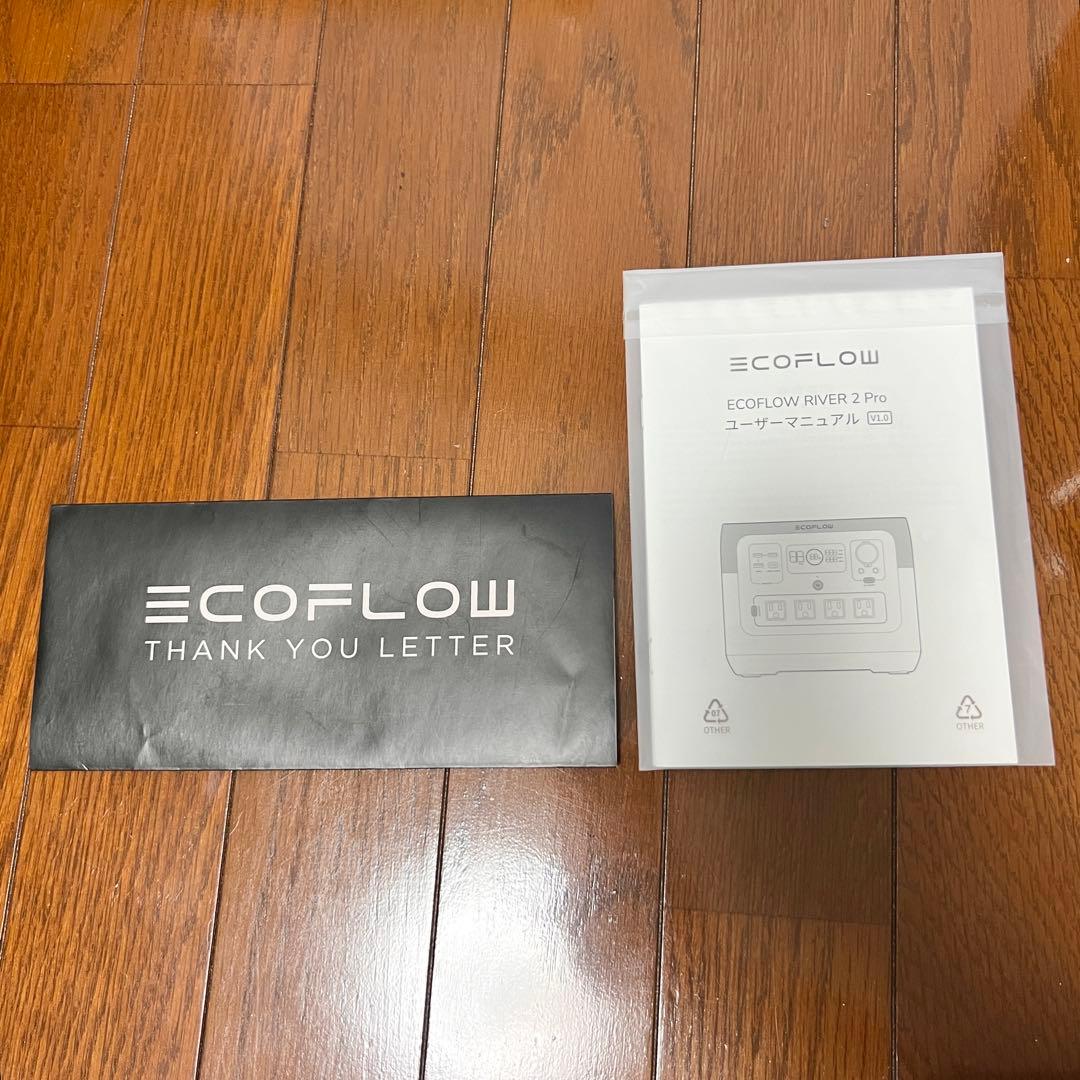 ECOFLOW
THANK YOU LETTER
ECOFLOW
ECOFLOW RIVER 2 Pro
ユーザーマニュアル V1.0
ECOFLOW
07
OTHER
7
OTHER